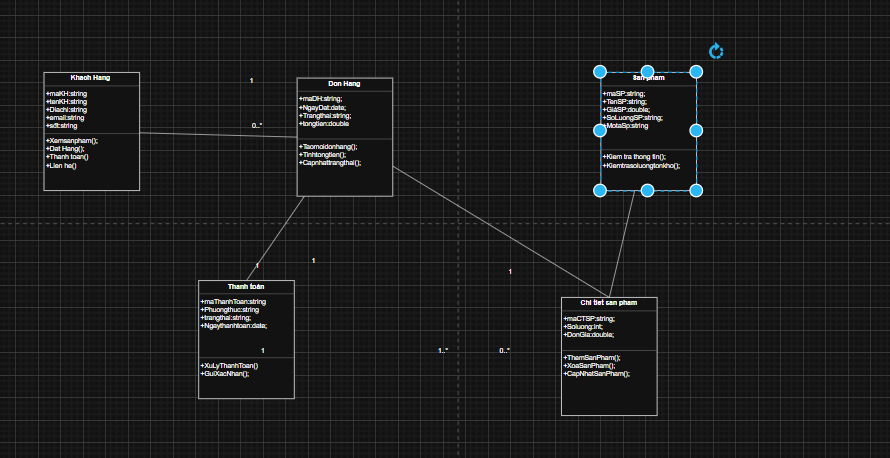 Khach Hang
+maKH:string
+tenKH:string
+Diachi:string
+email:string
+sdt:string
+Xemsanpham();
+Dat Hang();
+Thanh toan()
+Lien he()
1
0..*
Don Hang
+maDH:string;
+NgayDat:date;
+Trangthai:string;
+tongtien:double
+Taomoidonhang();
+Tinhtongtien();
+Capnhattrangthai();
San pham
+maSP:string;
+TenSP:string;
+GiáSP:double;
+SoLuongSP:string;
+MotaSp:string
+Kiem tra thong tin();
+Kiemtrasoluongtonkho();
1
1
1
Thanh toán
+maThanhToan:string
+Phuongthuc:string
+trangthai:string;
+Ngaythanhtoan:date;
1
+XuLyThanhToan()
+GuiXacNhan();
1..*
0..*
Chi tiet san pham
+maCTSP:string;
+Soluong:int;
+DonGia:double;
+ThemSanPham();
+XoaSanPham();
+CapNhatSanPham();